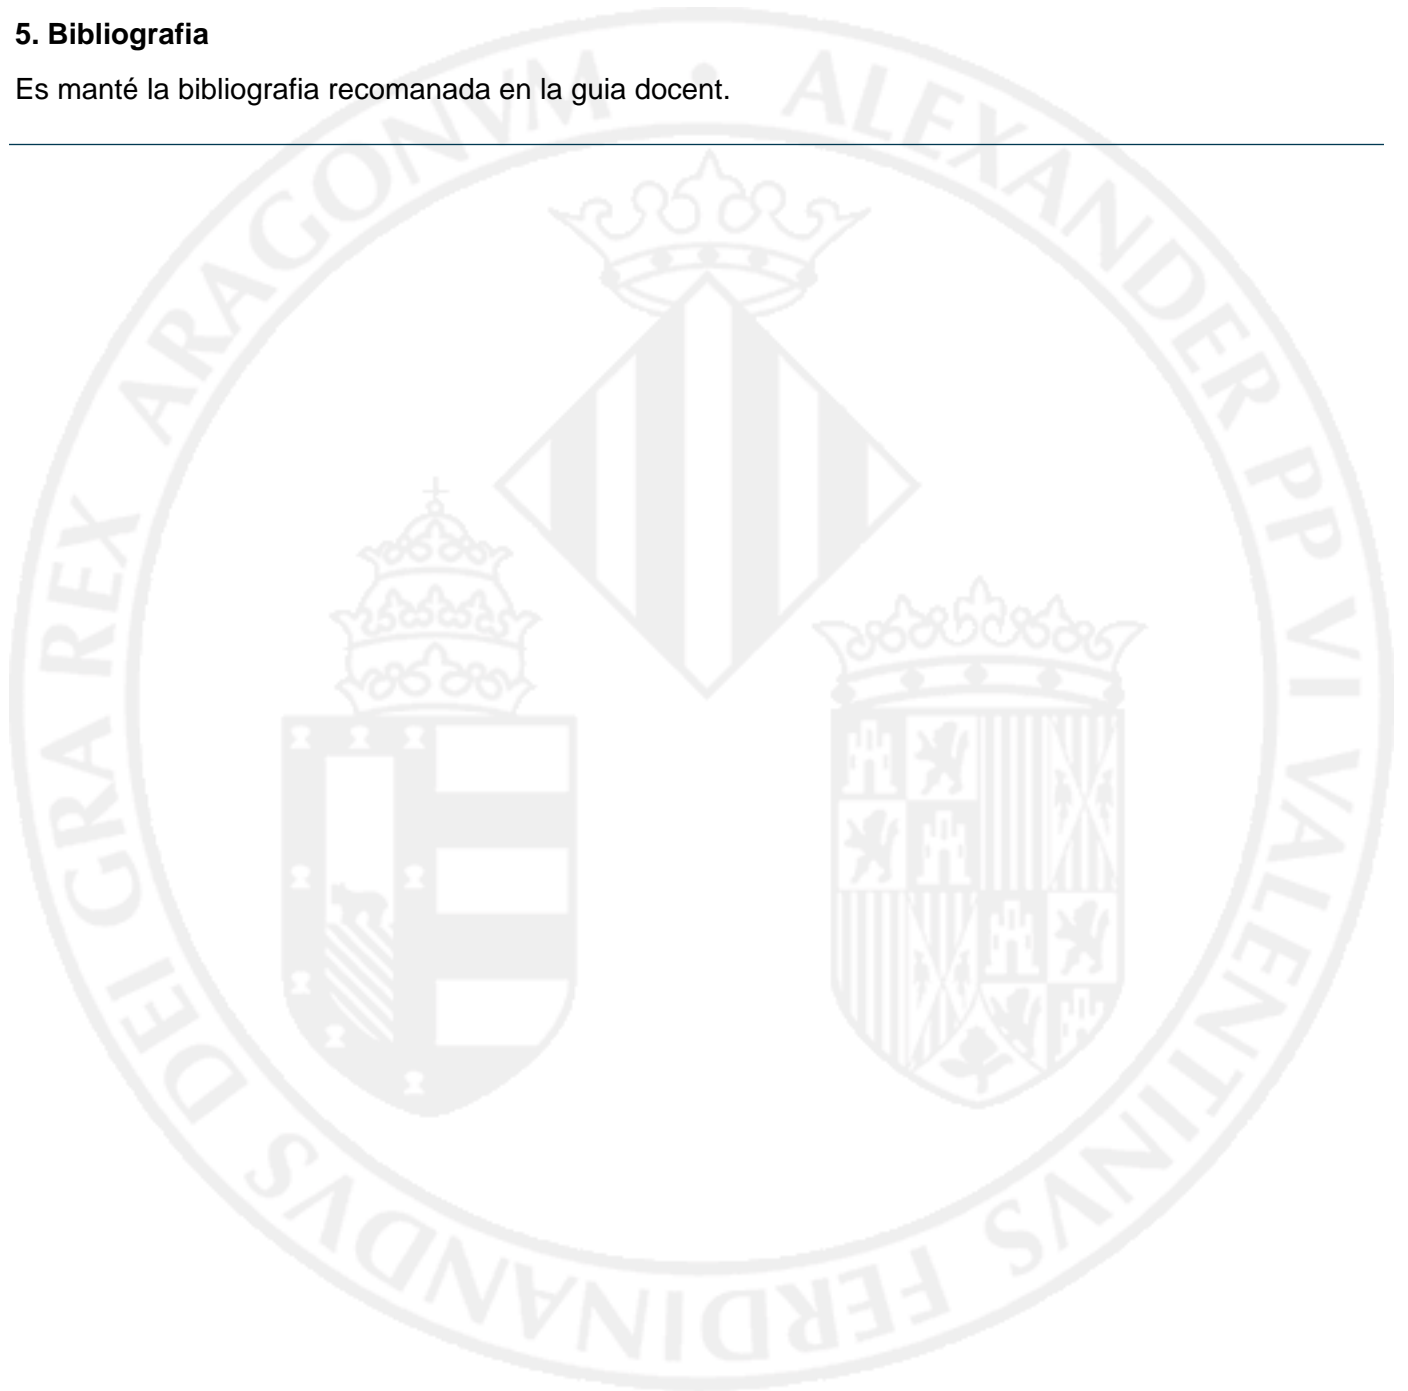 5. Bibliografia
Es manté la bibliografia recomanada en la guia docent.
ALEXANDER PP VI VALENTINVS FERDINANDVS DEI GRA REX ARAGONVM •